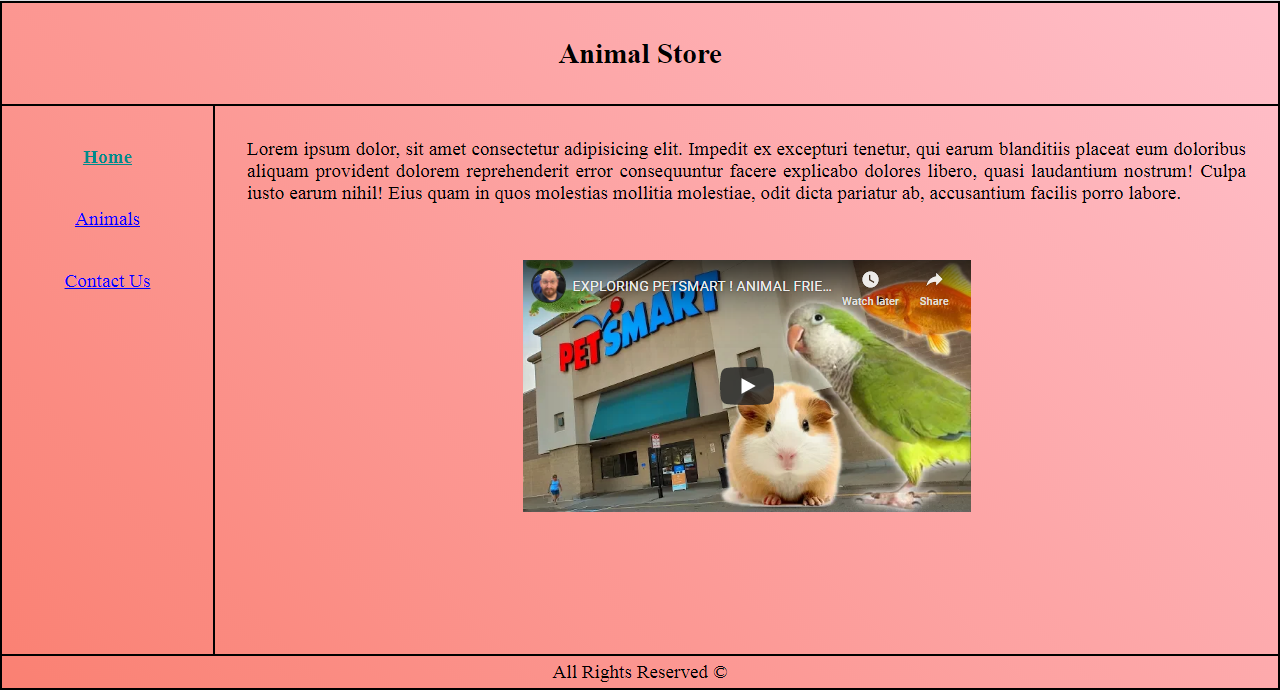 Animal Store
Home
Animals
Contact Us
Lorem ipsum dolor, sit amet consectetur adipisicing elit. Impedit ex excepturi tenetur, qui earum blanditiis placeat eum doloribus
aliquam provident dolorem reprehenderit error consequuntur facere explicabo dolores libero, quasi laudantium nostrum! Culpa
iusto earum nihil! Eius quam in quos molestias mollitia molestiae, odit dicta pariatur ab, accusantium facilis porro labore.
EXPLORING PETSMART ! ANIMAL FRIE...
Watch later
Share
PETSMART
All Rights Reserved ©